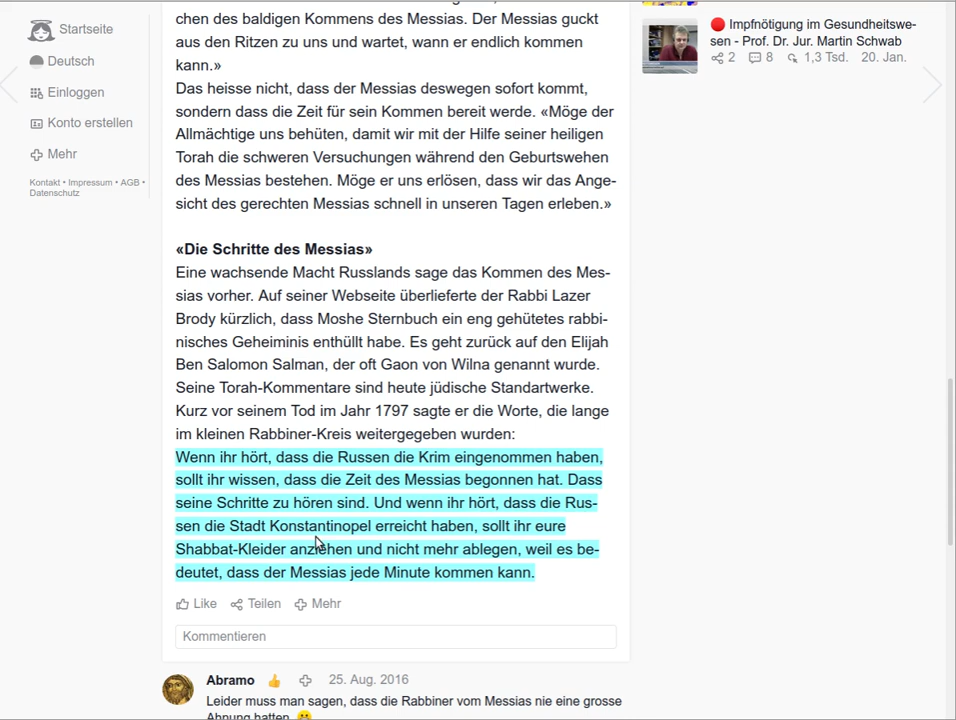 Startseite
Deutsch
Einloggen
Konto erstellen
Mehr
Kontakt • Impressum • AGB •
Datenschutz
chen des baldigen Kommens des Messias. Der Messias guckt
aus den Ritzen zu uns und wartet, wann er endlich kommen
kann.»
Das heisse nicht, dass der Messias deswegen sofort kommt,
sondern dass die Zeit für sein Kommen bereit werde. «Möge der
Allmächtige uns behüten, damit wir mit der Hilfe seiner heiligen
Torah die schweren Versuchungen während den Geburtswehen
des Messias bestehen. Möge er uns erlösen, dass wir das Ange-
sicht des gerechten Messias schnell in unseren Tagen erleben.»
«Die Schritte des Messias»
Eine wachsende Macht Russlands sage das Kommen des Mes-
sias vorher. Auf seiner Webseite überlieferte der Rabbi Lazer
Brody kürzlich, dass Moshe Sternbuch ein eng gehütetes rabbi-
nisches Geheiminis enthüllt habe. Es geht zurück auf den Elijah
Ben Salomon Salman, der oft Gaon von Wilna genannt wurde.
Seine Torah-Kommentare sind heute jüdische Standartwerke.
Kurz vor seinem Tod im Jahr 1797 sagte er die Worte, die lange
im kleinen Rabbiner-Kreis weitergegeben wurden:
Wenn ihr hört, dass die Russen die Krim eingenommen haben,
sollt ihr wissen, dass die Zeit des Messias begonnen hat. Dass
seine Schritte zu hören sind. Und wenn ihr hört, dass die Rus-
sen die Stadt Konstantinopel erreicht haben, sollt ihr eure
Shabbat-Kleider anziehen und nicht mehr ablegen, weil es be-
deutet, dass der Messias jede Minute kommen kann.
Like Teilen Mehr
Kommentieren
Abramo 25. Aug. 2016
Leider muss man sagen, dass die Rabbiner vom Messias nie eine grosse
Ahnung hatten.
Impfnötigung im Gesundheitswe-
sen - Prof. Dr. Jur. Martin Schwab
2 8 1,3 Tsd. 20. Jan.